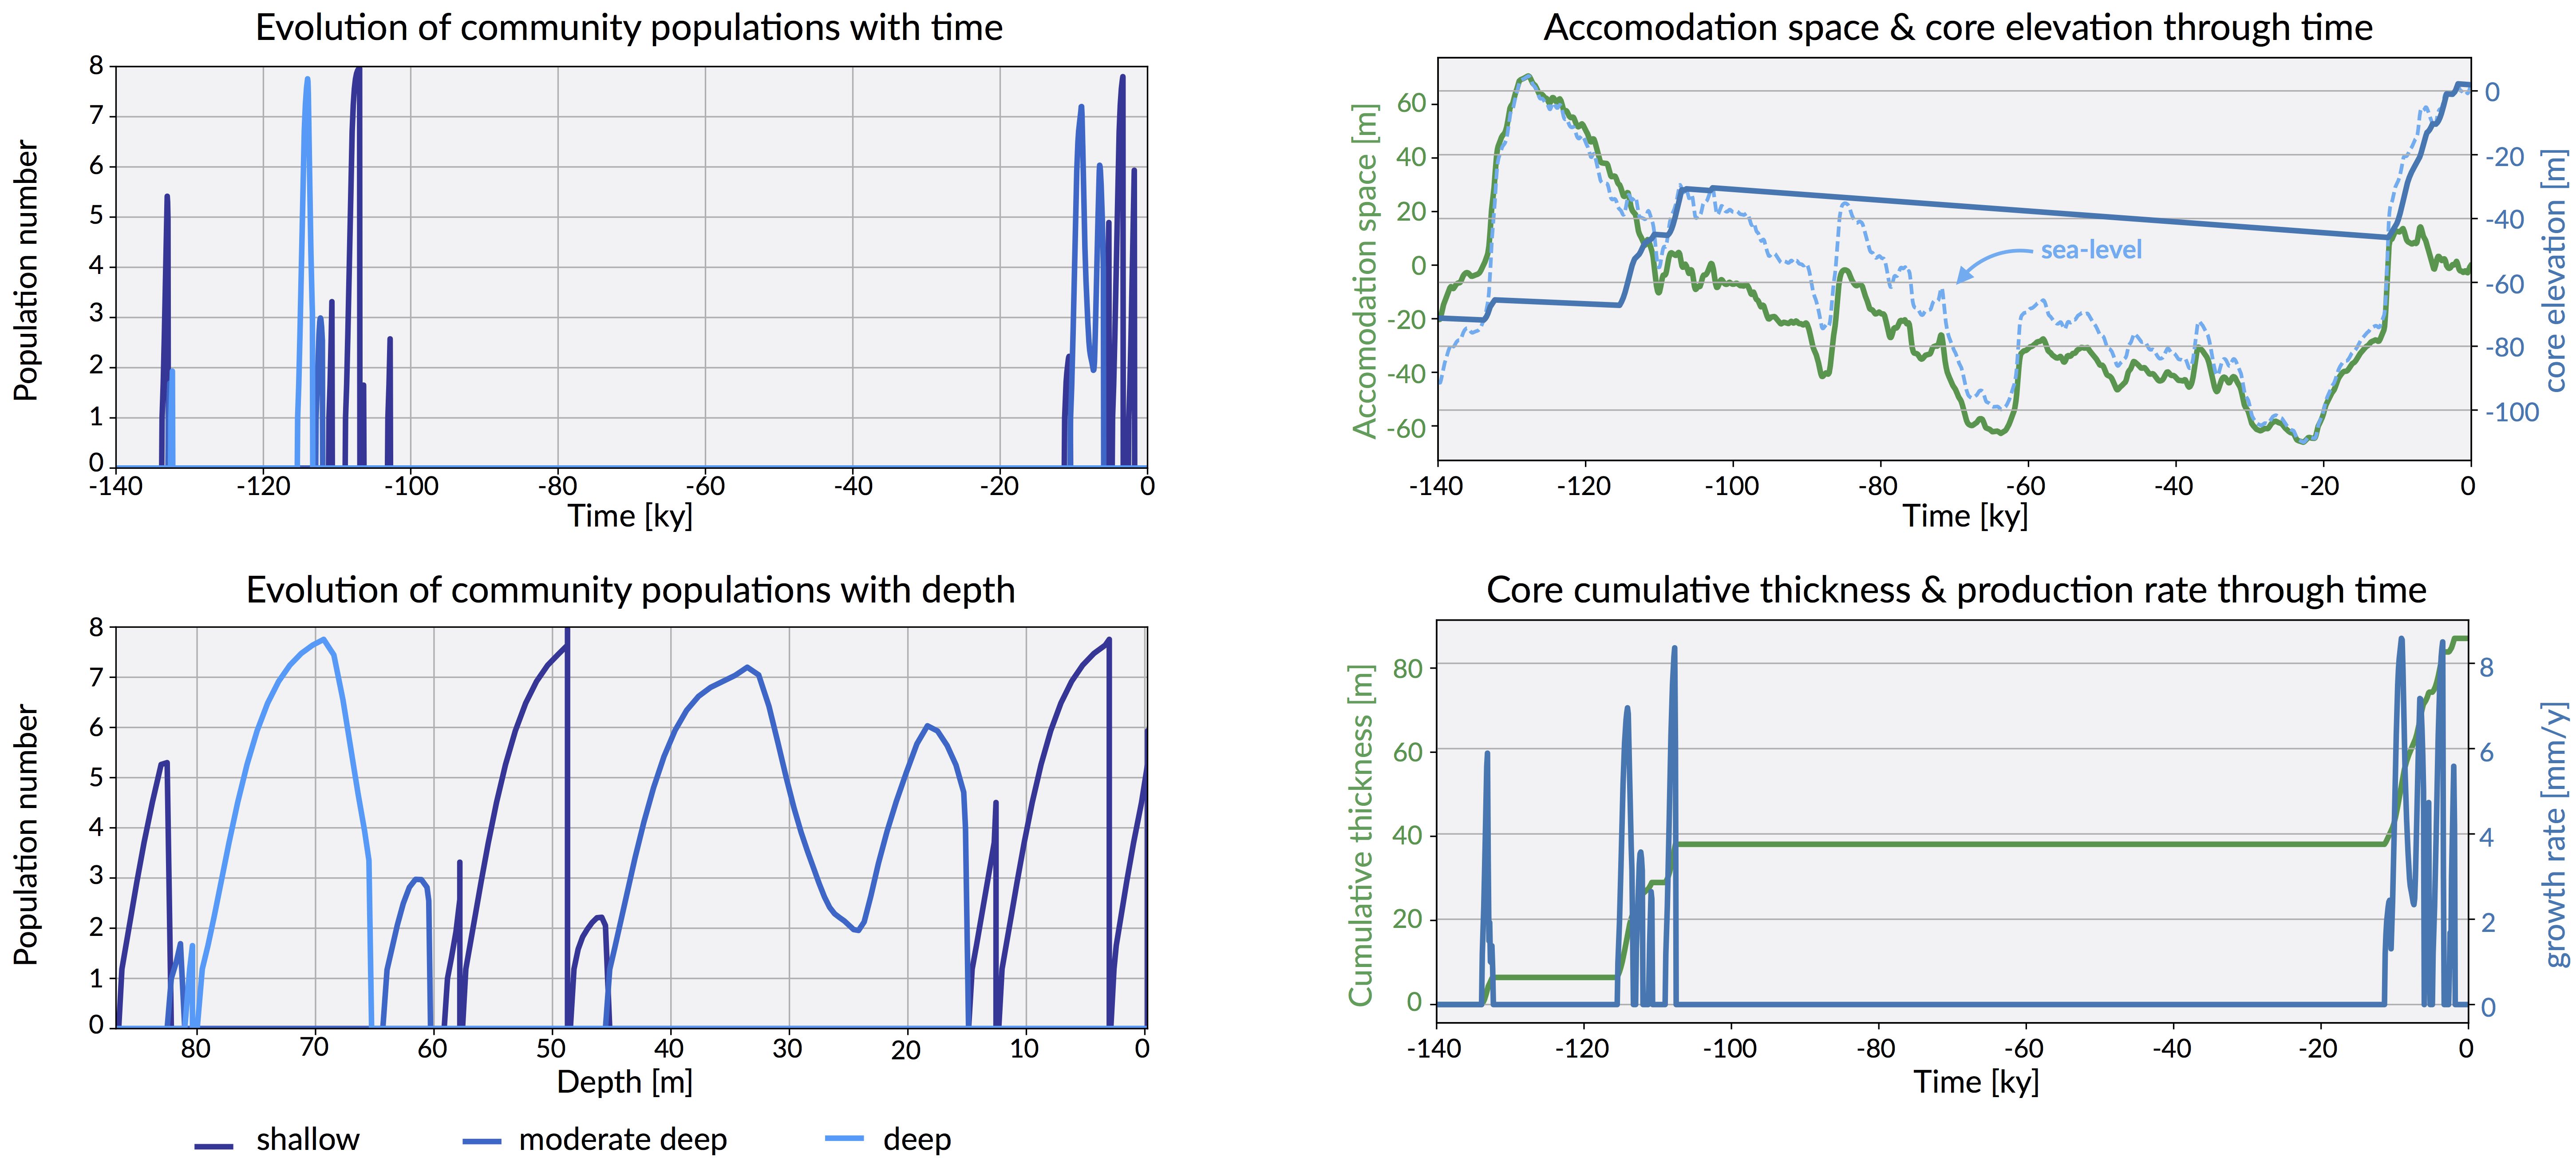 Evolution of community populations with time
Population number
8
7
6
5
4
3
2
1
0
-140 -120 -100 -80 -60 -40 -20 0
Time [ky]
Accomodation space & core elevation through time
Accomodation space [m]
60
40
20
0
-20
-40
-60
sea-level
0
-20
-40
-60
-80
-100
core elevation [m]
-140 -120 -100 -80 -60 -40 -20 0
Time [ky]
Evolution of community populations with depth
Population number
8
7
6
5
4
3
2
1
0
80 70 60 50 40 30 20 10 0
Depth [m]
shallow moderate deep deep
Core cumulative thickness & production rate through time
Cumulative thickness [m]
80
60
40
20
0
8
6
4
2
0
growth rate [mm/y]
-140 -120 -100 -80 -60 -40 -20 0
Time [ky]